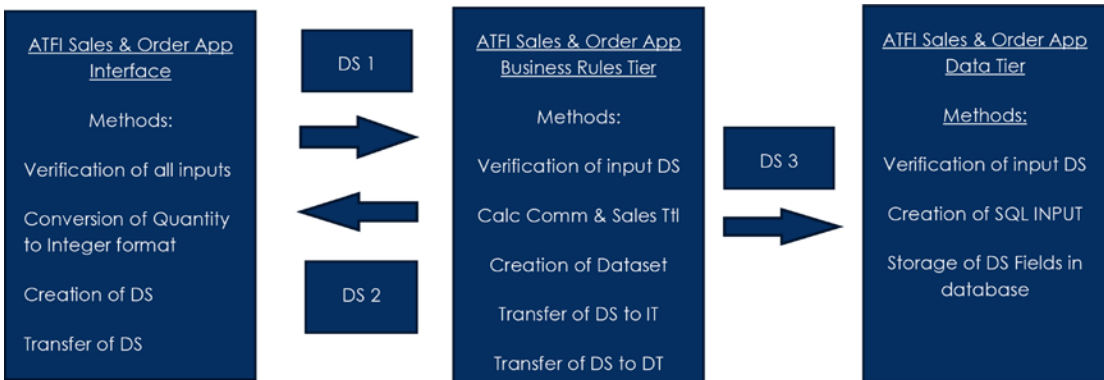 ATFI Sales & Order App
Interface
Methods:
Verification of all inputs
Conversion of Quantity
to Integer format
Creation of DS
Transfer of DS
DS 1
DS 2
ATFI Sales & Order App
Business Rules Tier
Methods:
Verification of input DS
Calc Comm & Sales Ttl
Creation of Dataset
Transfer of DS to IT
Transfer of DS to DT
DS 3
ATFI Sales & Order App
Data Tier
Methods:
Verification of input DS
Creation of SQL INPUT
Storage of DS Fields in
database